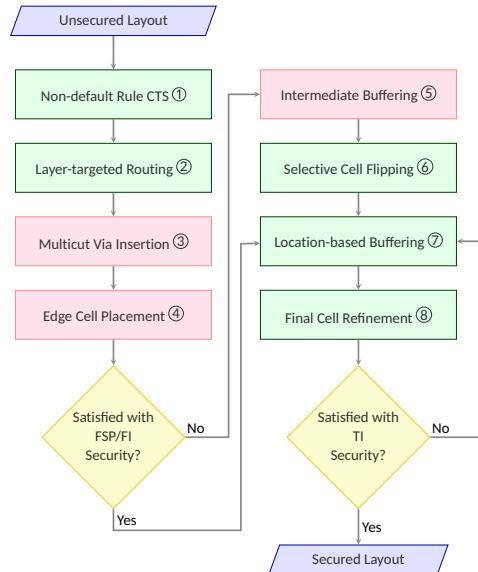 Unsecured Layout
Non-default Rule CTS ①
Layer-targeted Routing ②
Multicut Via Insertion ③
Edge Cell Placement ④
Satisfied with
FSP/FI
Security?
No
Yes
Intermediate Buffering ⑤
Selective Cell Flipping ⑥
Location-based Buffering ⑦
Final Cell Refinement ⑧
Satisfied with
TI
Security?
No
Yes
Secured Layout